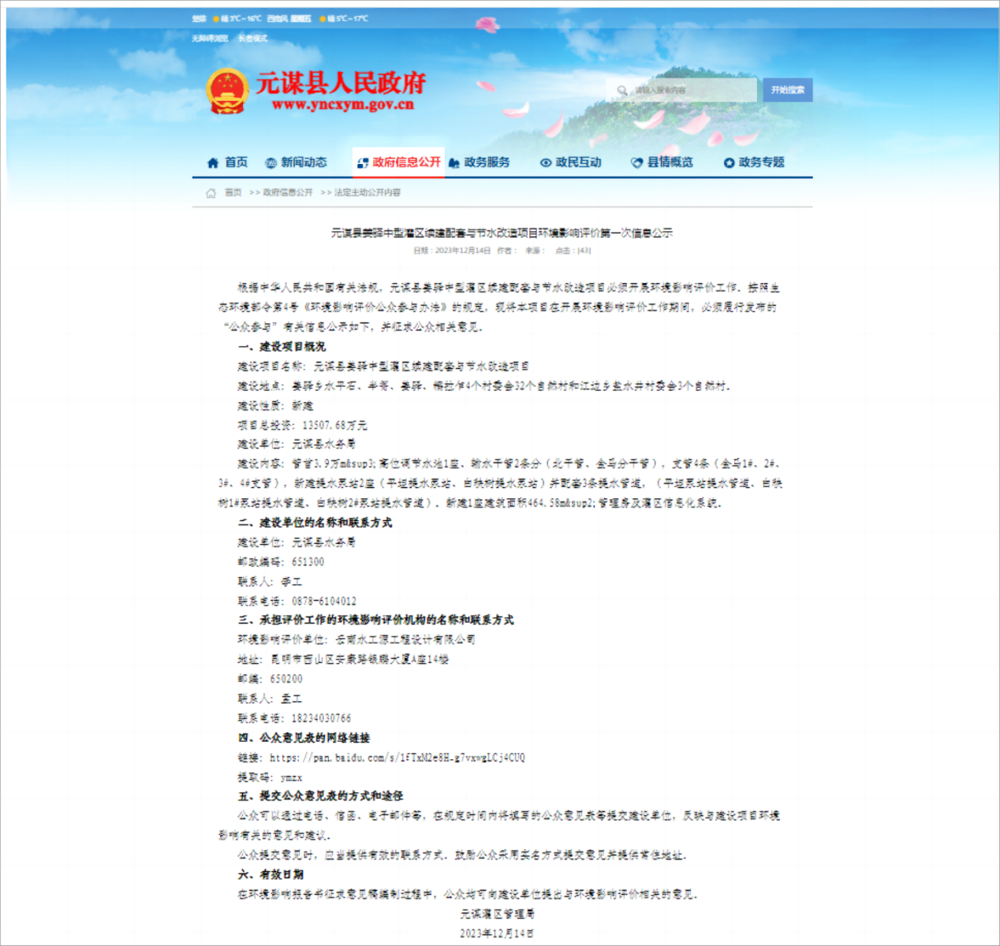 楚雄 晴 3℃~16℃ 西南风 星期五 晴 5℃~17℃
无障碍浏览 长者模式
元谋县人民政府
www.yncxym.gov.cn
请输入搜索内容
开始搜索
首页 新闻动态 政府信息公开 政务服务 政民互动 县情概览 政务专题
首页 >> 政府信息公开 >> 法定主动公开内容
元谋县姜驿中型灌区续建配套与节水改造项目环境影响评价第一次信息公示
日期：2023年12月14日 作者： 来源： 点击：[43]
根据中华人民共和国有关法规，元谋县姜驿中型灌区续建配套与节水改造项目必须开展环境影响评价工作。按照生
态环境部令第4号《环境影响评价公众参与办法》的规定，现将本项目在开展环境影响评价工作期间，必须履行发布的
“公众参与”有关信息公示如下，并征求公众相关意见。
一、建设项目概况
建设项目名称：元谋县姜驿中型灌区续建配套与节水改造项目
建设地点：姜驿乡水平石、半箐、姜驿、拉乍4个村委会32个自然村和江边乡盐水井村委会3个自然村。
建设性质：新建
项目总投资：13507.68万元
建设单位：元谋县水务局
建设内容：管首3.9万m&sup3;高位调节水池1座、输水干管2条分（北干管、金马分干管），支管4条（金马1#、2#、
3#、4#支管），新建提水泵站2座（平坦提水泵站、白秧树提水泵站）并配套3条提水管道，（平坦泵站提水管道、白秧
树1#泵站提水管道、白秧树2#泵站提水管道）。新建1座建筑面积464.58m&sup2;管理房及灌区信息化系统。
二、建设单位的名称和联系方式
建设单位：元谋县水务局
邮政编码：651300
联系人：李工
联系电话：0878-6104012
三、承担评价工作的环境影响评价机构的名称和联系方式
环境影响评价单位：云南水工源工程设计有限公司
地址：昆明市西山区安康路银鹏大厦A座14楼
邮编：650200
联系人：孟工
联系电话：18234030766
四、公众意见表的网络链接
链接：https://pan.baidu.com/s/1fTxM2e8H-g7vxwgLCj4CUQ
提取码：ymzx
五、提交公众意见表的方式和途径
公众可以通过电话、信函、电子邮件等，在规定时间内将填写的公众意见表等提交建设单位，反映与建设项目环境
影响有关的意见和建议。
公众提交意见时，应当提供有效的联系方式。鼓励公众采用实名方式提交意见并提供常住地址。
六、有效日期
在环境影响报告书征求意见稿编制过程中，公众均可向建设单位提出与环境影响评价相关的意见。
元谋灌区管理局
2023年12月14日